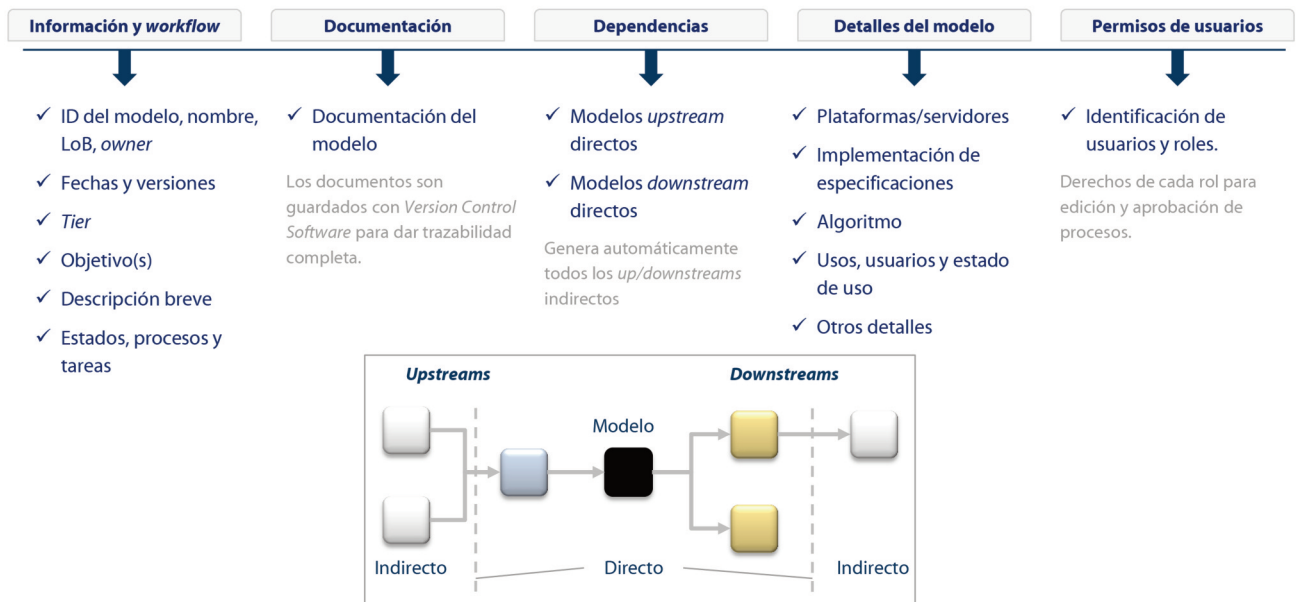 Información y workflow
ID del modelo, nombre,
LoB, owner
Fechas y versiones
Tier
Objetivo(s)
Descripción breve
Estados, procesos y
tareas
Documentación
Documentación del
modelo
Los documentos son
guardados con Version Control
Software para dar trazabilidad
completa.
Dependencias
Modelos upstream
directos
Modelos downstream
directos
Genera automáticamente
todos los up/downstreams
indirectos
Detalles del modelo
Plataformas/servidores
Implementación de
especificaciones
Algoritmo
Usos, usuarios y estado
de uso
Otros detalles
Permisos de usuarios
Identificación de
usuarios y roles.
Derechos de cada rol para
edición y aprobación de
procesos.
Upstreams
Downstreams
Modelo
Indirecto
Directo
Indirecto